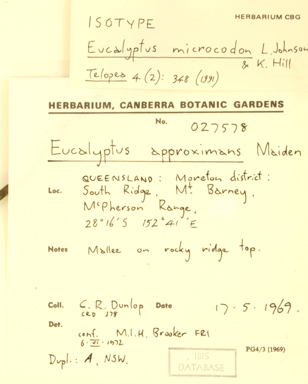 HERBARIUM CBG
ISOTYPE
Eucalyptus microcodon L. Johnson
& K. Hill
Telopea 4 (2): 348 (1991)
HERBARIUM, CANBERRA BOTANIC GARDENS
No. 027578
Eucalyptus approximans Maiden
QUEENSLAND: Moreton district:
Loc. South Ridge, Mt. Barney,
McPherson Range,
28°16'S 152°41'E
Notes Mallee on rocky ridge top.
Coll. C. R. Dunlop Date 17.5.1969.
CRD 378
Det.
conf. M.I.H. Brooker FRI
6.VI.1972 PG4/3 (1969)
Dupl.: A, NSW.
IBIS
DATABASE